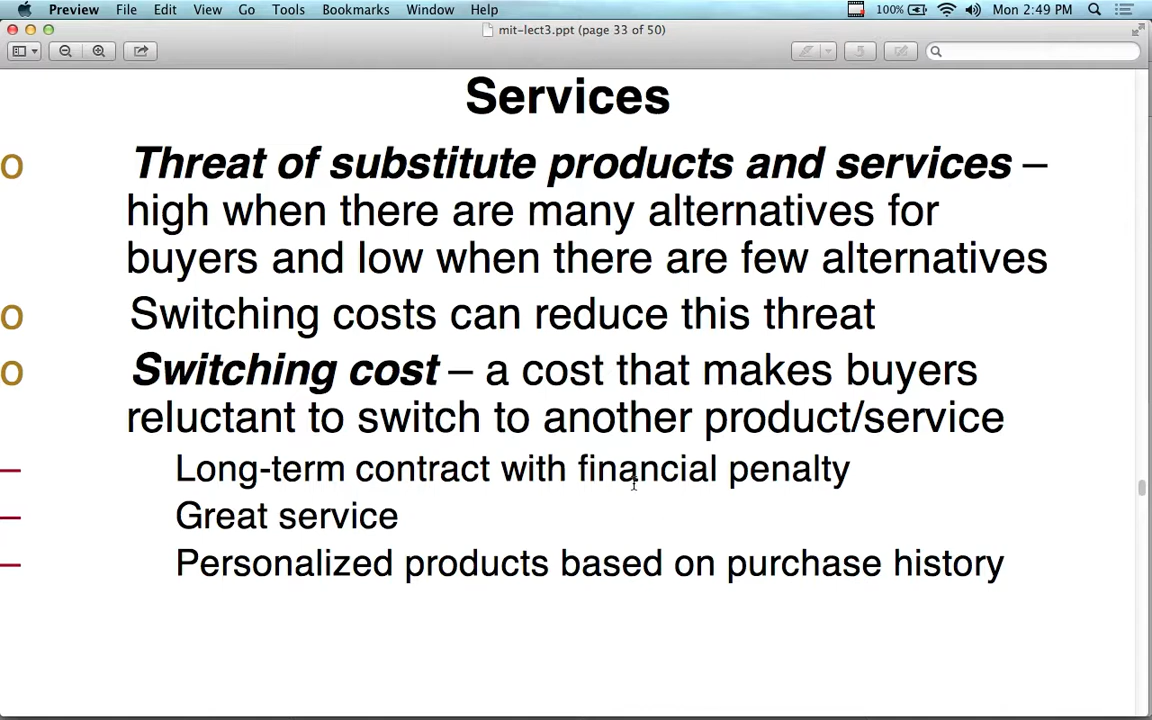 Preview File Edit View Go Tools Bookmarks Window Help 100% Mon 2:49 PM
mit-lect3.ppt (page 33 of 50)
Services
o Threat of substitute products and services –
high when there are many alternatives for
buyers and low when there are few alternatives
o Switching costs can reduce this threat
o Switching cost – a cost that makes buyers
reluctant to switch to another product/service
– Long-term contract with financial penalty
– Great service
– Personalized products based on purchase history